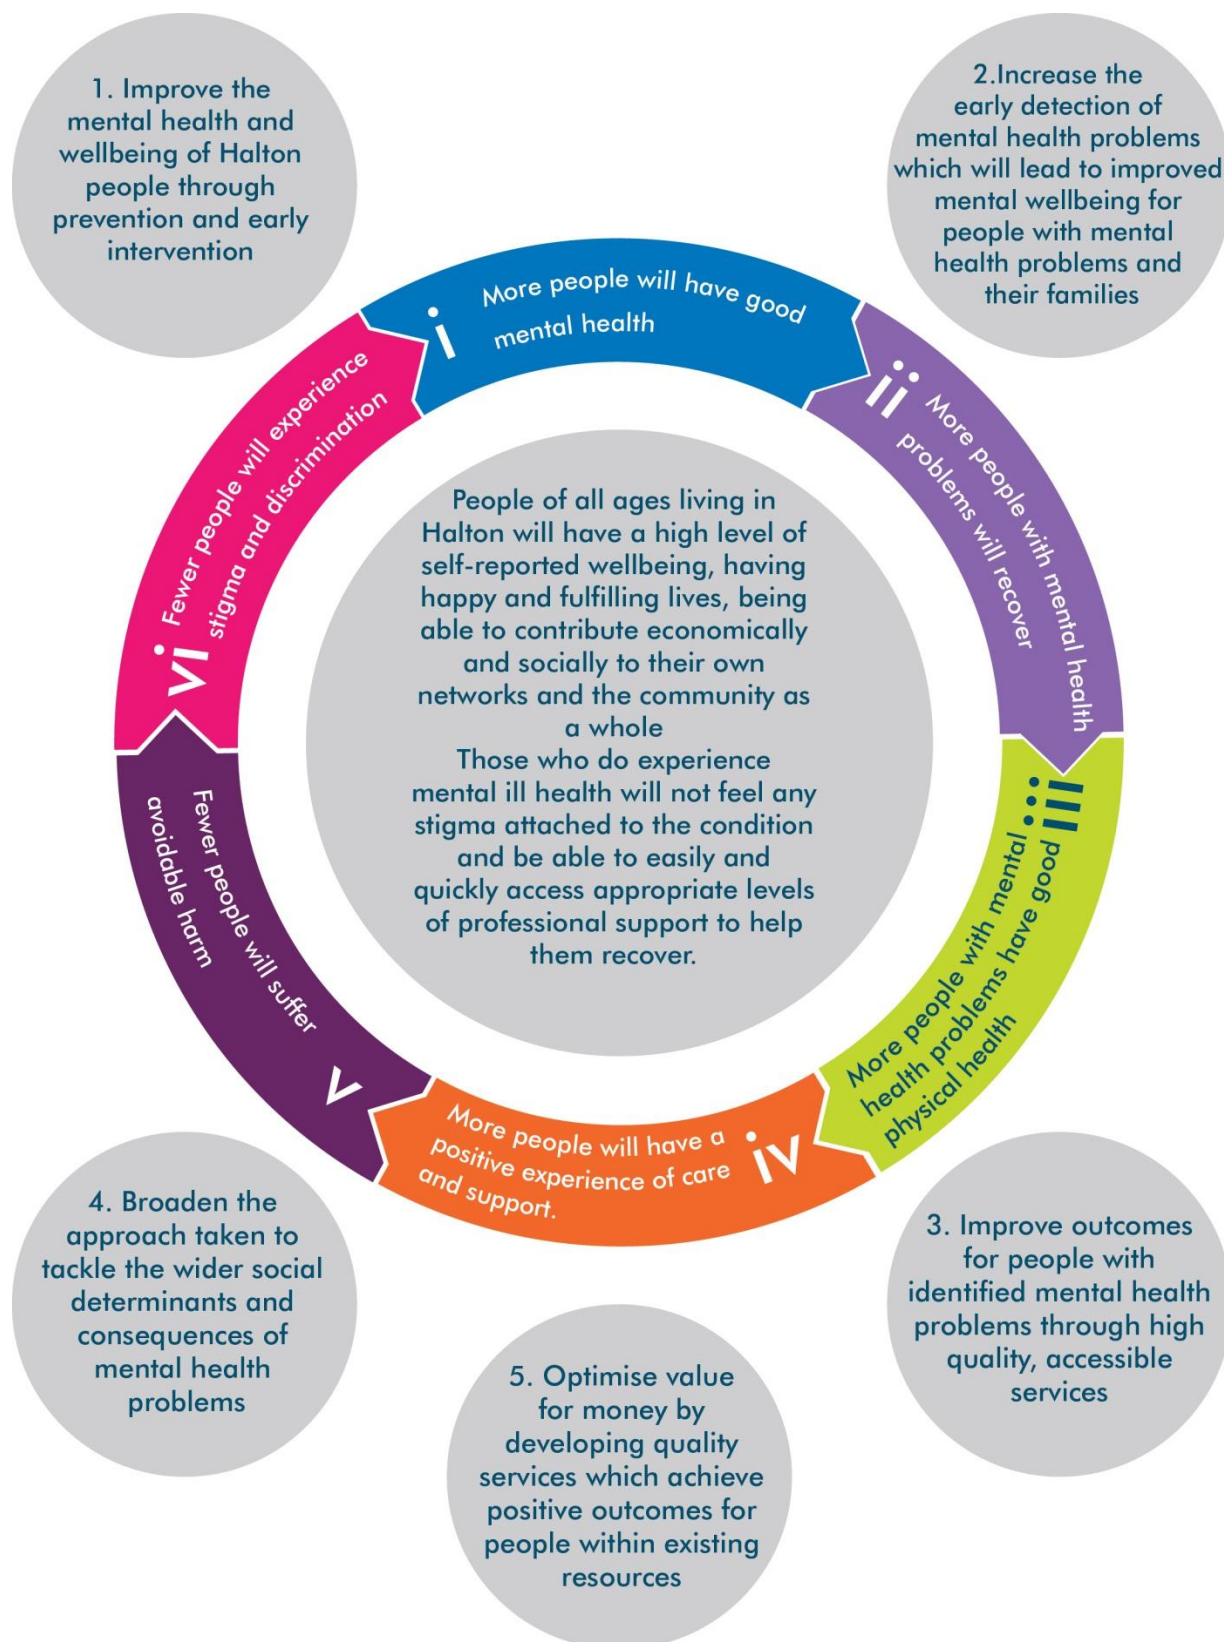 1. Improve the
mental health and
wellbeing of Halton
people through
prevention and early
intervention
2.Increase the
early detection of
mental health problems
which will lead to improved
mental wellbeing for
people with mental
health problems and
their families
i
More people will have good
mental health
ii
More people with mental health
problems will recover
iii
More people with mental
health problems have good
physical health
iv
More people will have a
positive experience of care
and support.
v
Fewer people will suffer
avoidable harm
vi
Fewer people will experience
stigma and discrimination
People of all ages living in
Halton will have a high level of
self-reported wellbeing, having
happy and fulfilling lives, being
able to contribute economically
and socially to their own
networks and the community as
a whole
Those who do experience
mental ill health will not feel any
stigma attached to the condition
and be able to easily and
quickly access appropriate levels
of professional support to help
them recover.
3. Improve outcomes
for people with
identified mental health
problems through high
quality, accessible
services
4. Broaden the
approach taken to
tackle the wider social
determinants and
consequences of
mental health
problems
5. Optimise value
for money by
developing quality
services which achieve
positive outcomes for
people within existing
resources